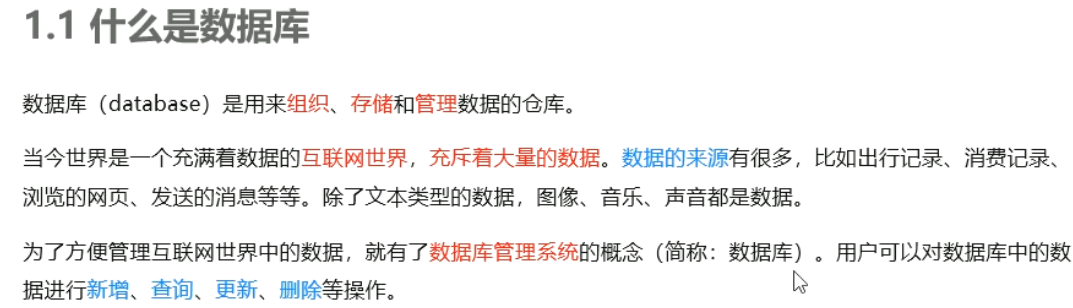 1.1 什么是数据库
数据库（database）是用来组织、存储和管理数据的仓库。
当今世界是一个充满着数据的互联网世界，充斥着大量的数据。数据的来源有很多，比如出行记录、消费记录、
浏览的网页、发送的消息等等。除了文本类型的数据，图像、音乐、声音都是数据。
为了方便管理互联网世界中的数据，就有了数据库管理系统的概念（简称：数据库）。用户可以对数据库中的数
据进行新增、查询、更新、删除等操作。